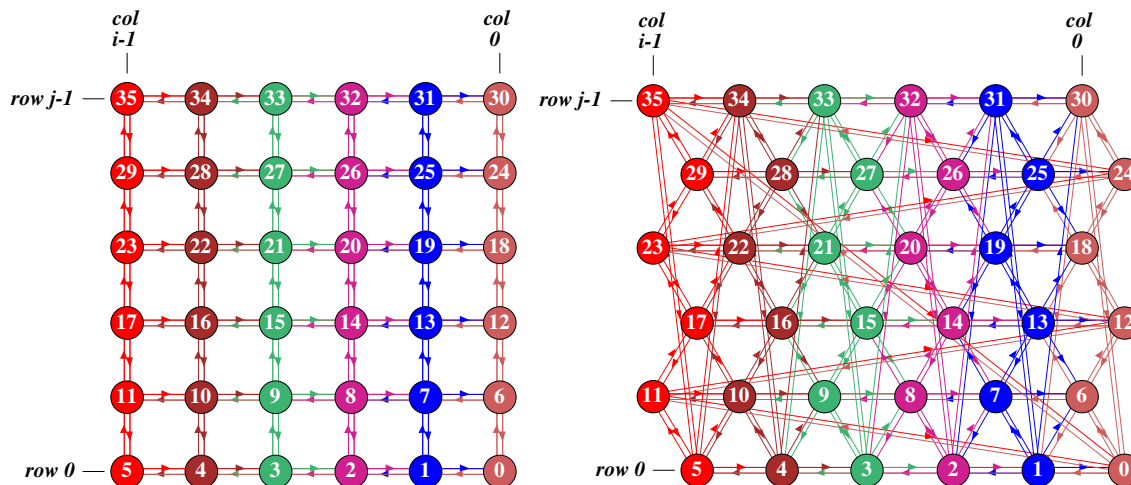 col
i-1
col
0
row j-1
35 34 33 32 31 30
29 28 27 26 25 24
23 22 21 20 19 18
17 16 15 14 13 12
11 10 9 8 7 6
row 0
5 4 3 2 1 0
col
i-1
col
0
row j-1
35 34 33 32 31 30
29 28 27 26 25 24
23 22 21 20 19 18
17 16 15 14 13 12
11 10 9 8 7 6
row 0
5 4 3 2 1 0